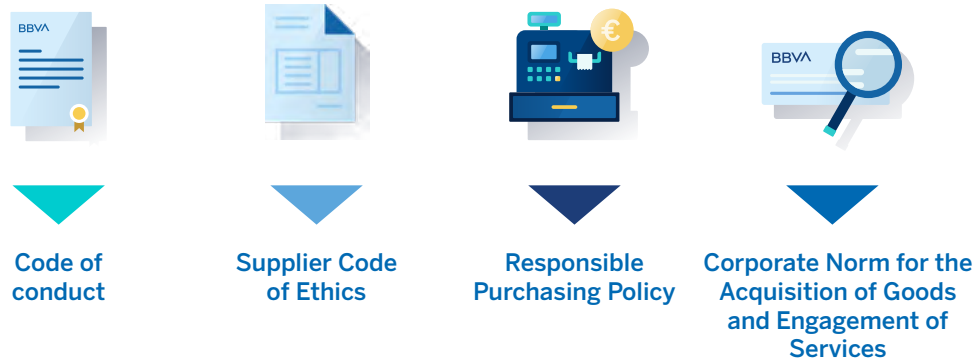 BBVA
€
BBVA
Code of
conduct
Supplier Code
of Ethics
Responsible
Purchasing Policy
Corporate Norm for the
Acquisition of Goods
and Engagement of
Services